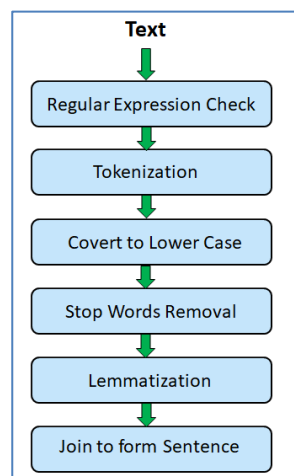 Text
Regular Expression Check
Tokenization
Covert to Lower Case
Stop Words Removal
Lemmatization
Join to form Sentence